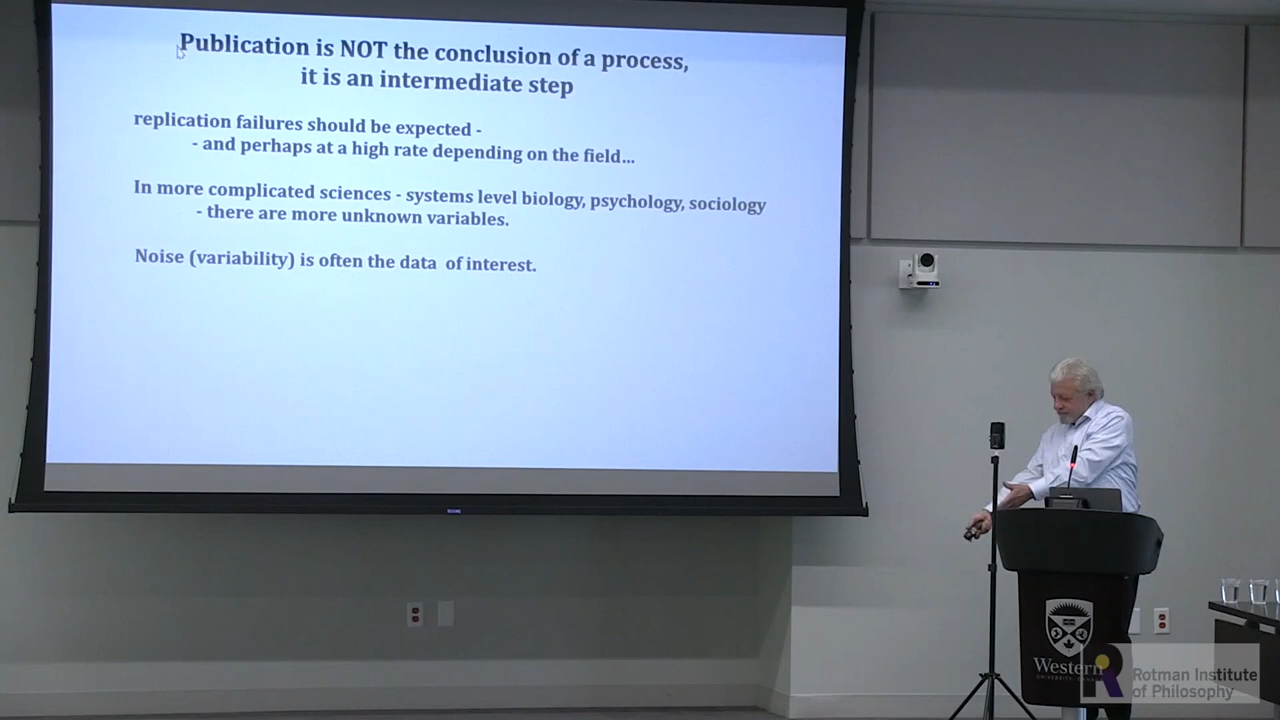 Publication is NOT the conclusion of a process,
it is an intermediate step
replication failures should be expected -
- and perhaps at a high rate depending on the field...
In more complicated sciences - systems level biology, psychology, sociology
- there are more unknown variables.
Noise (variability) is often the data of interest.
Western
Rotman Institute
of Philosophy